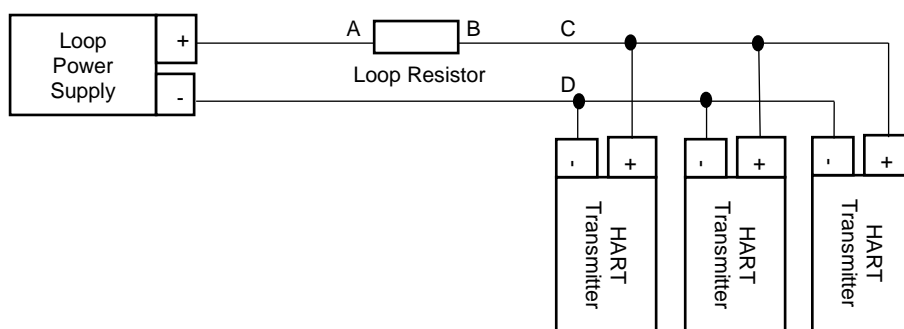 Loop
Power
Supply
+
-
A
B
C
Loop Resistor
D
-
+
-
+
-
+
HART
Transmitter
HART
Transmitter
HART
Transmitter